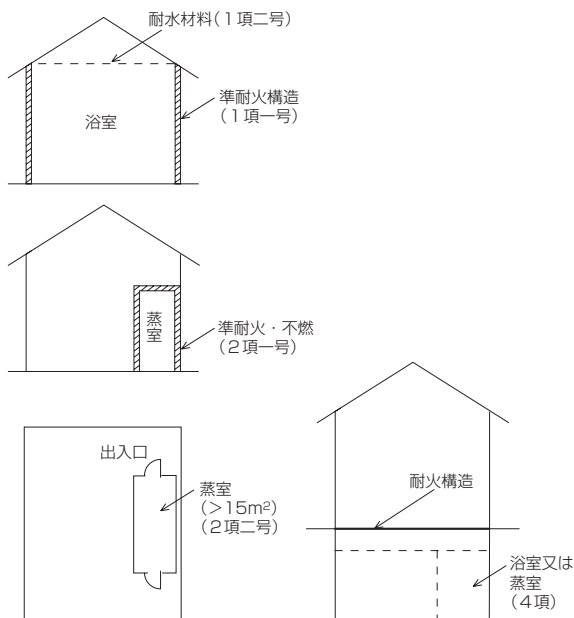 耐水材料（１項二号）
準耐火構造
（１項一号）
浴室
蒸室
準耐火・不燃
（２項一号）
出入口
蒸室
（＞15m²）
（２項二号）
耐火構造
浴室又は
蒸室
（４項）